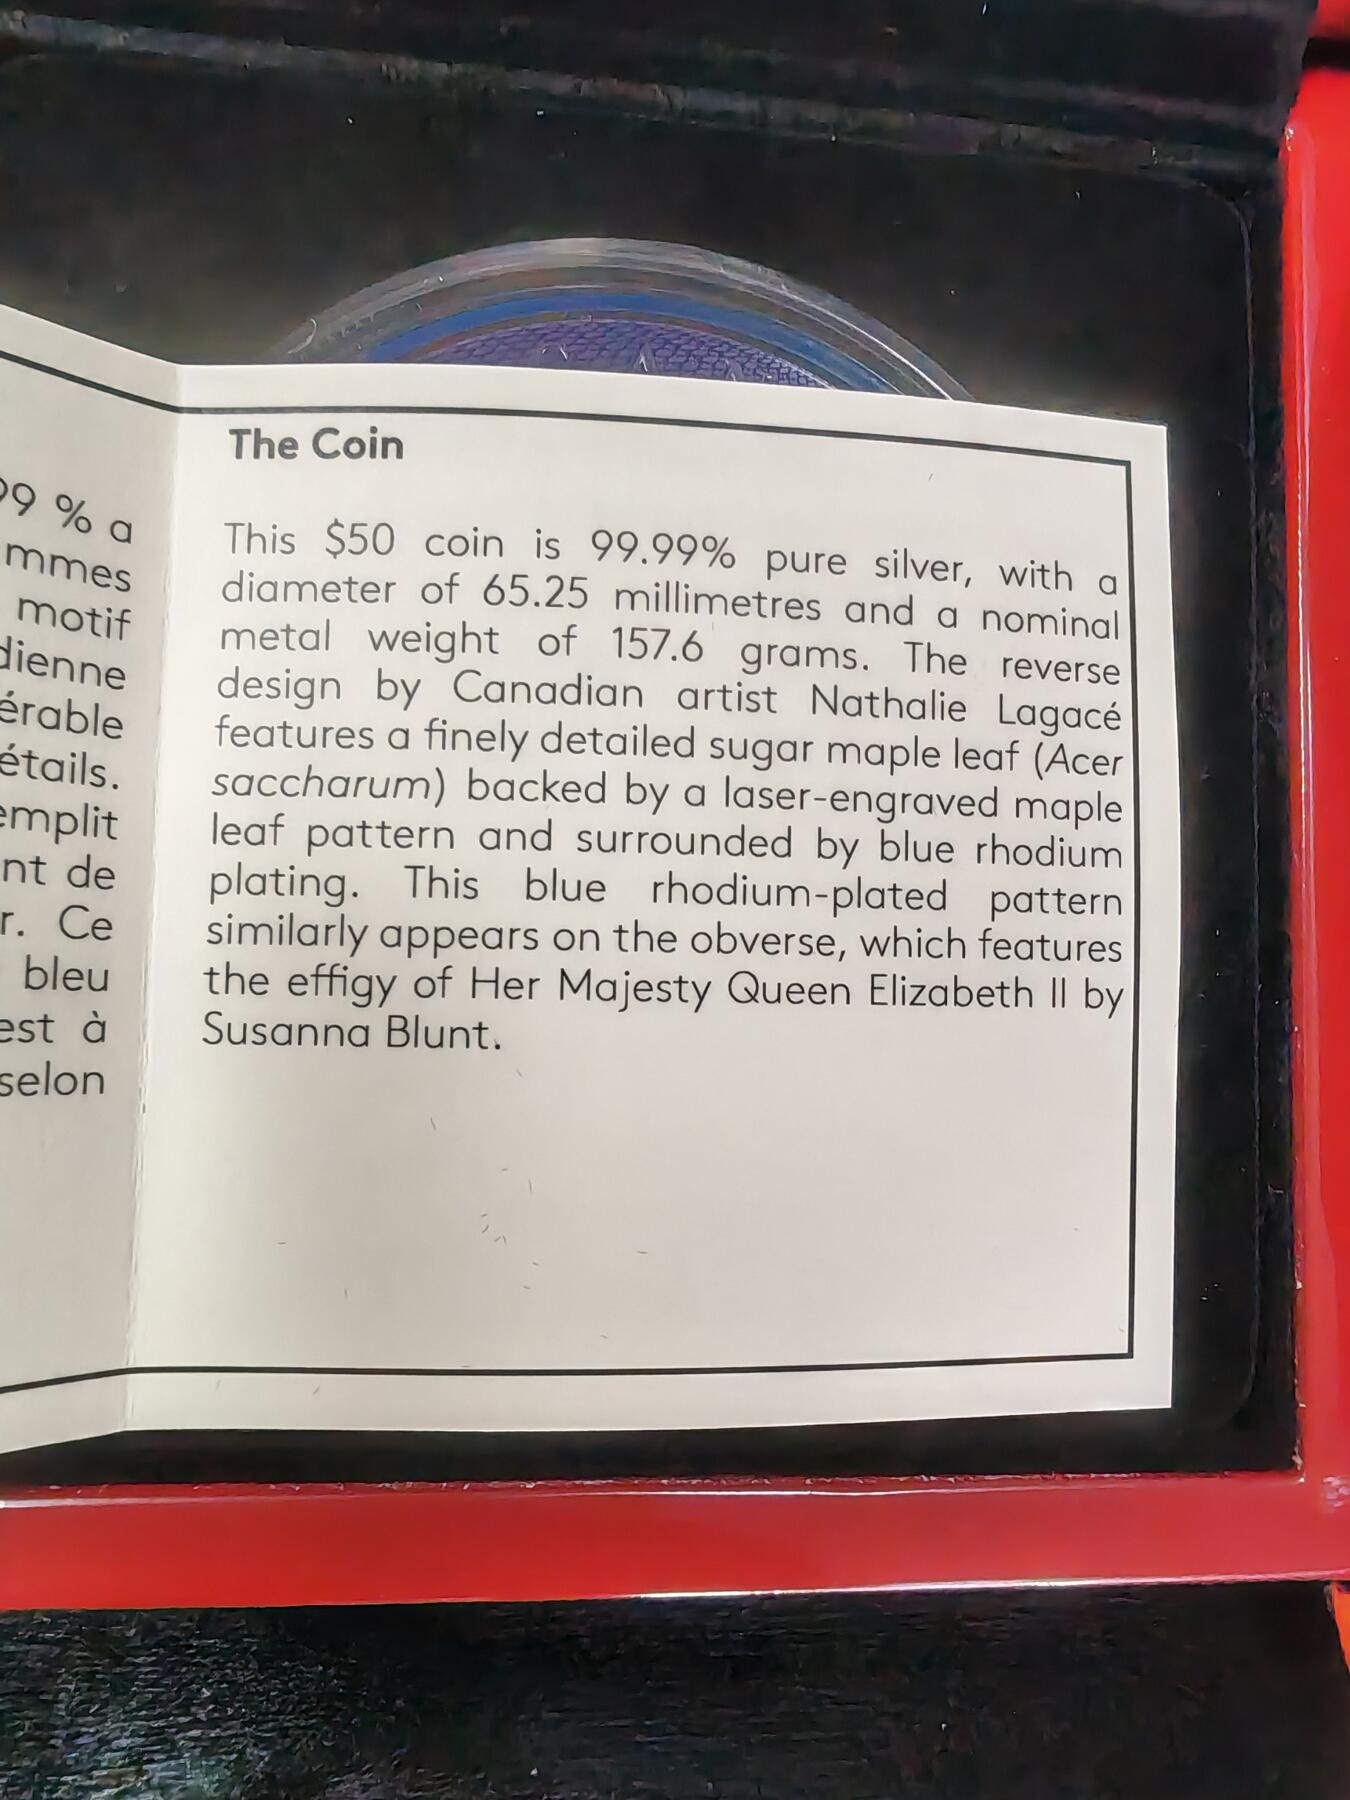 99 % a
mmes
motif
dienne
érable
étails.
emplit
nt de
r. Ce
bleu
est à
selon
The Coin
This $50 coin is 99.99% pure silver, with a
diameter of 65.25 millimetres and a nominal
metal weight of 157.6 grams. The reverse
design by Canadian artist Nathalie Lagacé
features a finely detailed sugar maple leaf (Acer
saccharum) backed by a laser-engraved maple
leaf pattern and surrounded by blue rhodium
plating. This blue rhodium-plated pattern
similarly appears on the obverse, which features
the effigy of Her Majesty Queen Elizabeth II by
Susanna Blunt.